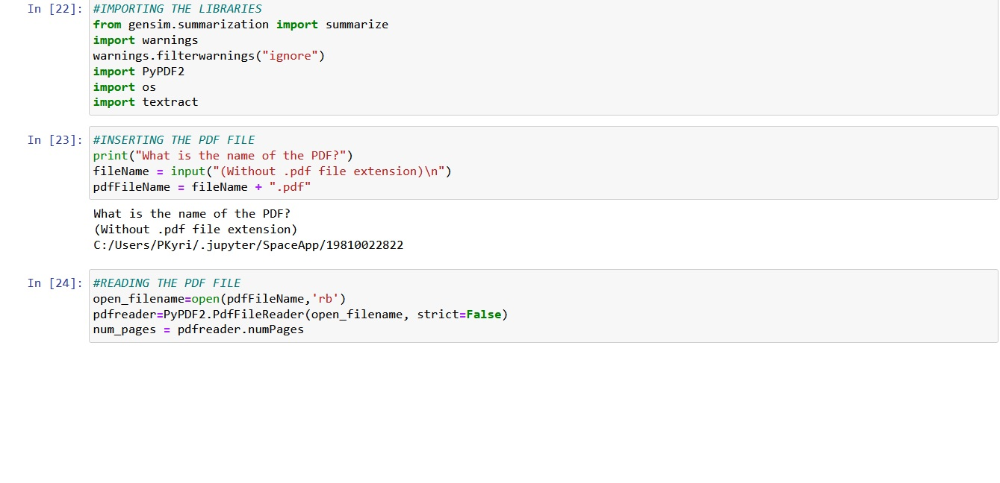 In [22]: #IMPORTING THE LIBRARIES
from gensim.summarization import summarize
import warnings
warnings.filterwarnings("ignore")
import PyPDF2
import os
import textract
In [23]: #INSERTING THE PDF FILE
print("What is the name of the PDF?")
fileName = input("(Without .pdf file extension)\n")
pdfFileName = fileName + ".pdf"
What is the name of the PDF?
(Without .pdf file extension)
C:/Users/PKyri/.jupyter/SpaceApp/19810022822
In [24]: #READING THE PDF FILE
open_filename=open(pdfFileName,'rb')
pdfreader=PyPDF2.PdfFileReader(open_filename, strict=False)
num_pages = pdfreader.numPages